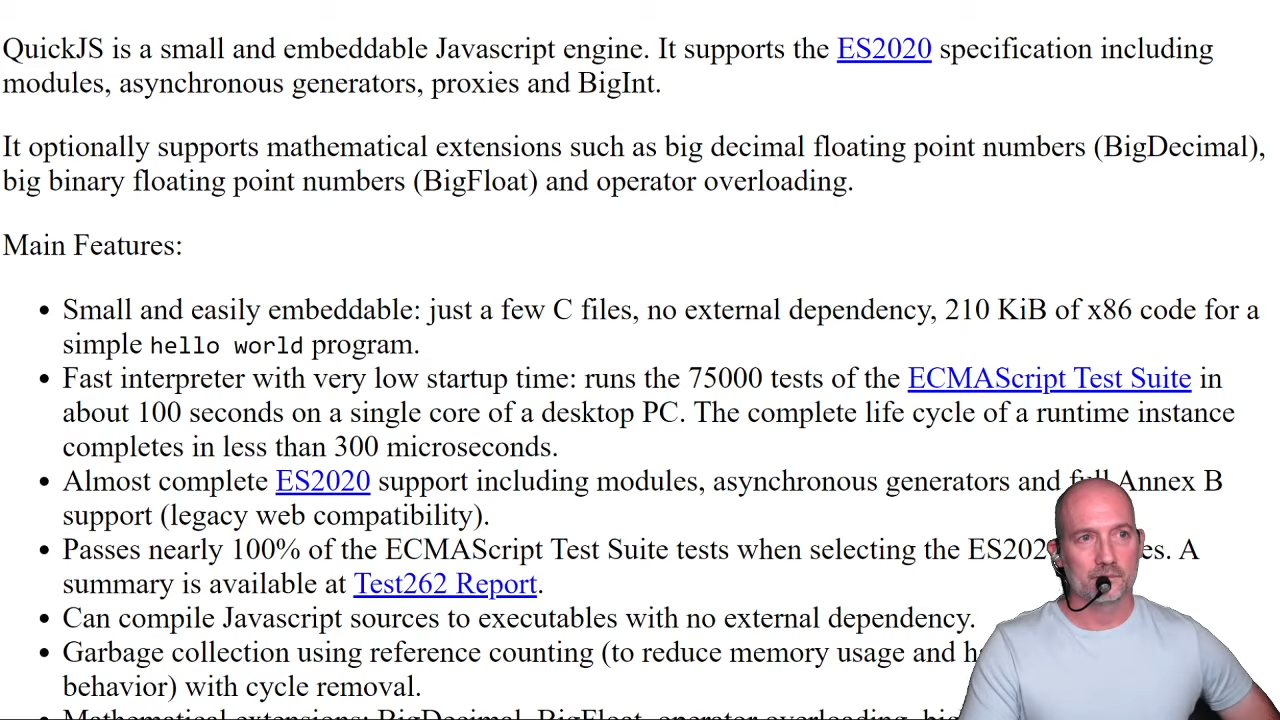 QuickJS is a small and embeddable Javascript engine. It supports the ES2020 specification including
modules, asynchronous generators, proxies and BigInt.
It optionally supports mathematical extensions such as big decimal floating point numbers (BigDecimal),
big binary floating point numbers (BigFloat) and operator overloading.
Main Features:
• Small and easily embeddable: just a few C files, no external dependency, 210 KiB of x86 code for a
simple hello world program.
• Fast interpreter with very low startup time: runs the 75000 tests of the ECMAScript Test Suite in
about 100 seconds on a single core of a desktop PC. The complete life cycle of a runtime instance
completes in less than 300 microseconds.
• Almost complete ES2020 support including modules, asynchronous generators and full Annex B
support (legacy web compatibility).
• Passes nearly 100% of the ECMAScript Test Suite tests when selecting the A
summary is available at Test262 Report.
• Can compile Javascript sources to executables with no external dependency.
• Garbage collection using reference counting (to reduce memory usage and
behavior) with cycle removal.
• Mathematical extensions: BigDecimal, BigFloat, operator overloading,